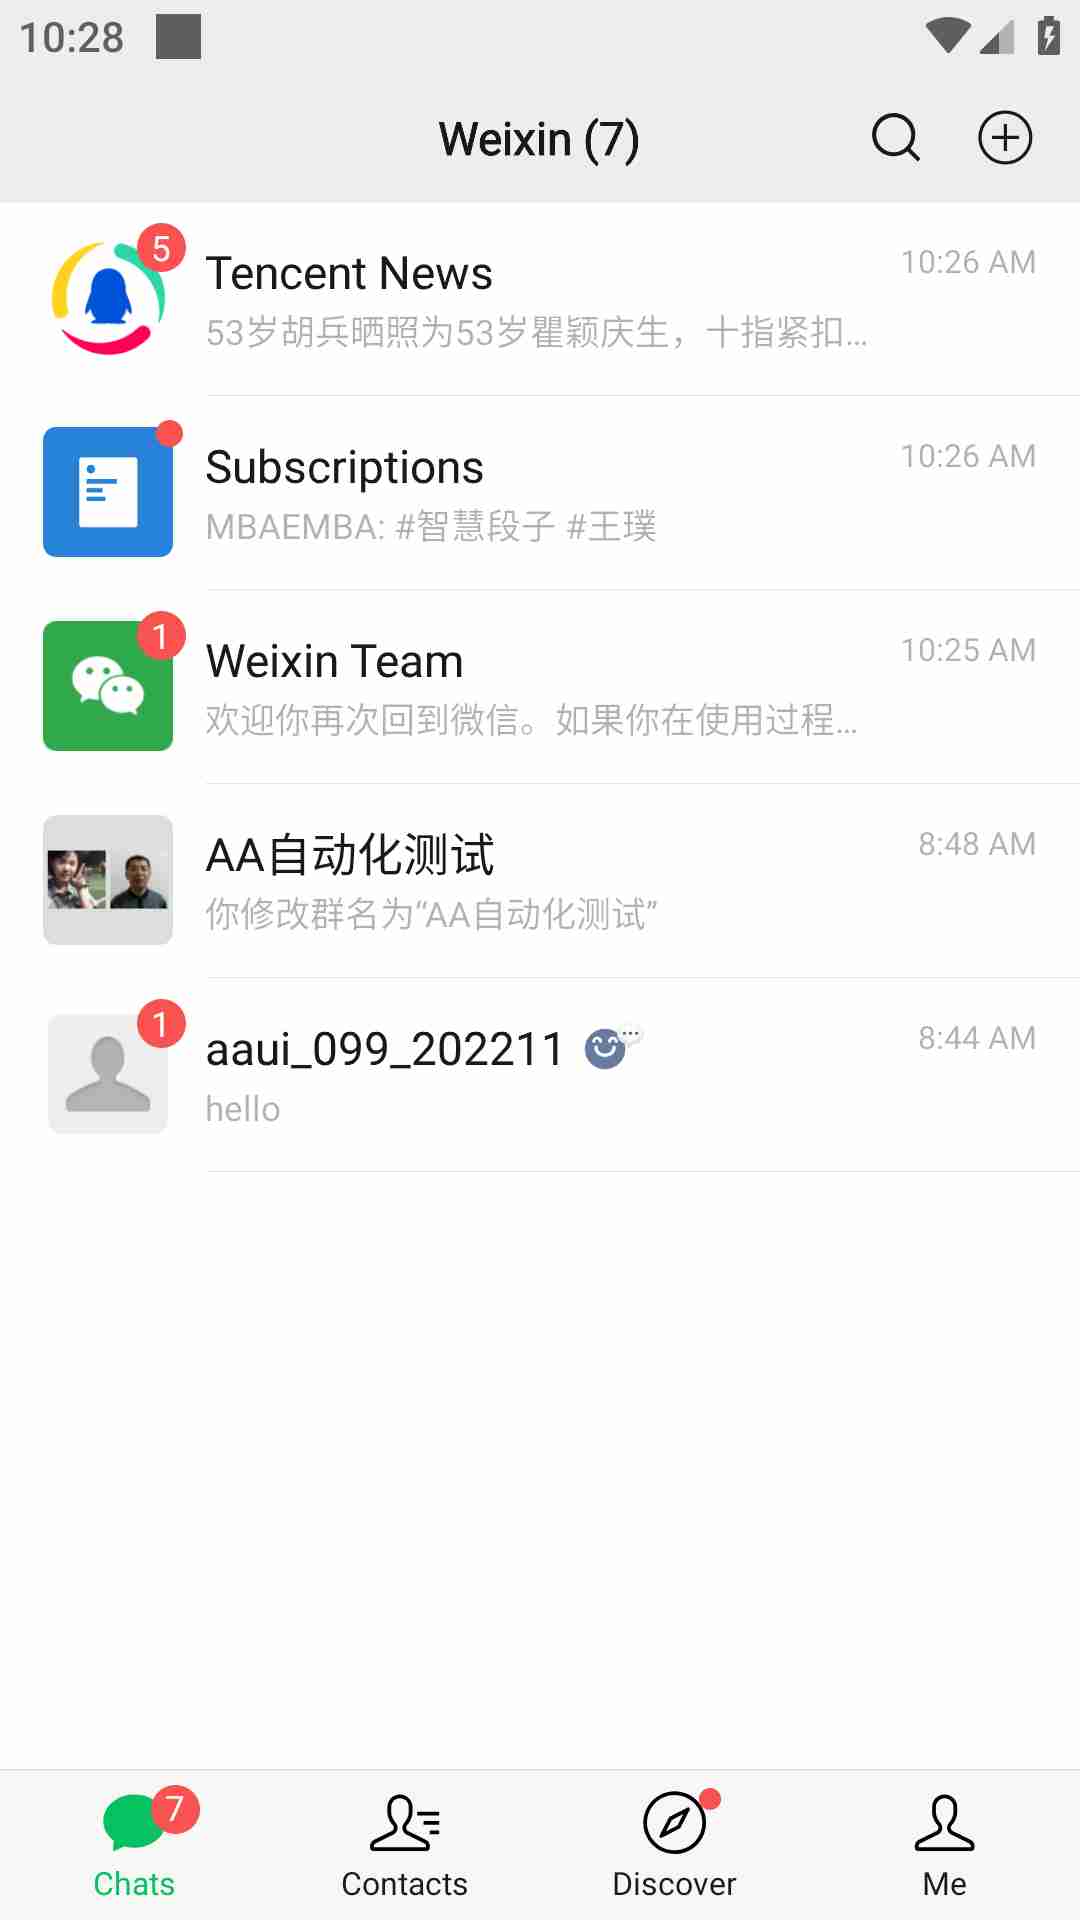 10:28
Weixin (7)
5
Tencent News
10:26 AM
53岁胡兵晒照为53岁瞿颖庆生，十指紧扣...
Subscriptions
10:26 AM
MBAEMBA: #智慧段子 #王璞
1
Weixin Team
10:25 AM
欢迎你再次回到微信。如果你在使用过程...
AA自动化测试
8:48 AM
你修改群名为“AA自动化测试”
1
aaui_099_202211
8:44 AM
hello
7
Chats
Contacts
Discover
Me